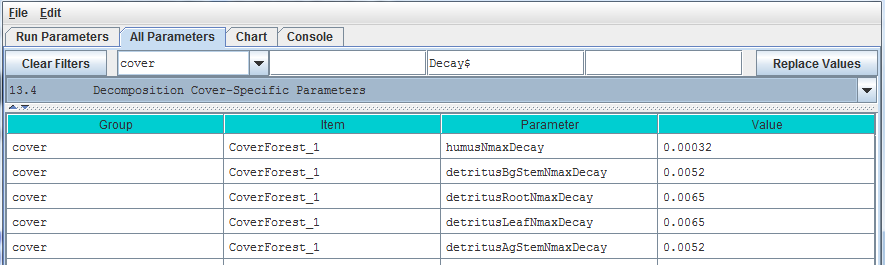 File Edit
Run Parameters All Parameters Chart Console
Clear Filters cover Decay$ Replace Values
13.4 Decomposition Cover-Specific Parameters
Group Item Parameter Value
cover CoverForest_1 humusNmaxDecay 0.00032
cover CoverForest_1 detritusBgStemNmaxDecay 0.0052
cover CoverForest_1 detritusRootNmaxDecay 0.0065
cover CoverForest_1 detritusLeafNmaxDecay 0.0065
cover CoverForest_1 detritusAgStemNmaxDecay 0.0052